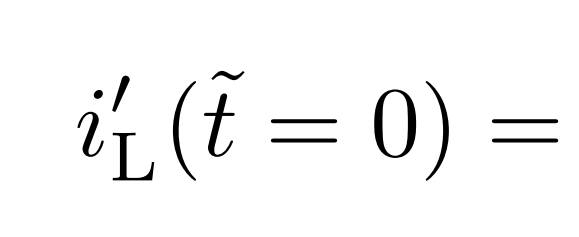 i′_L(t̃ = 0) =